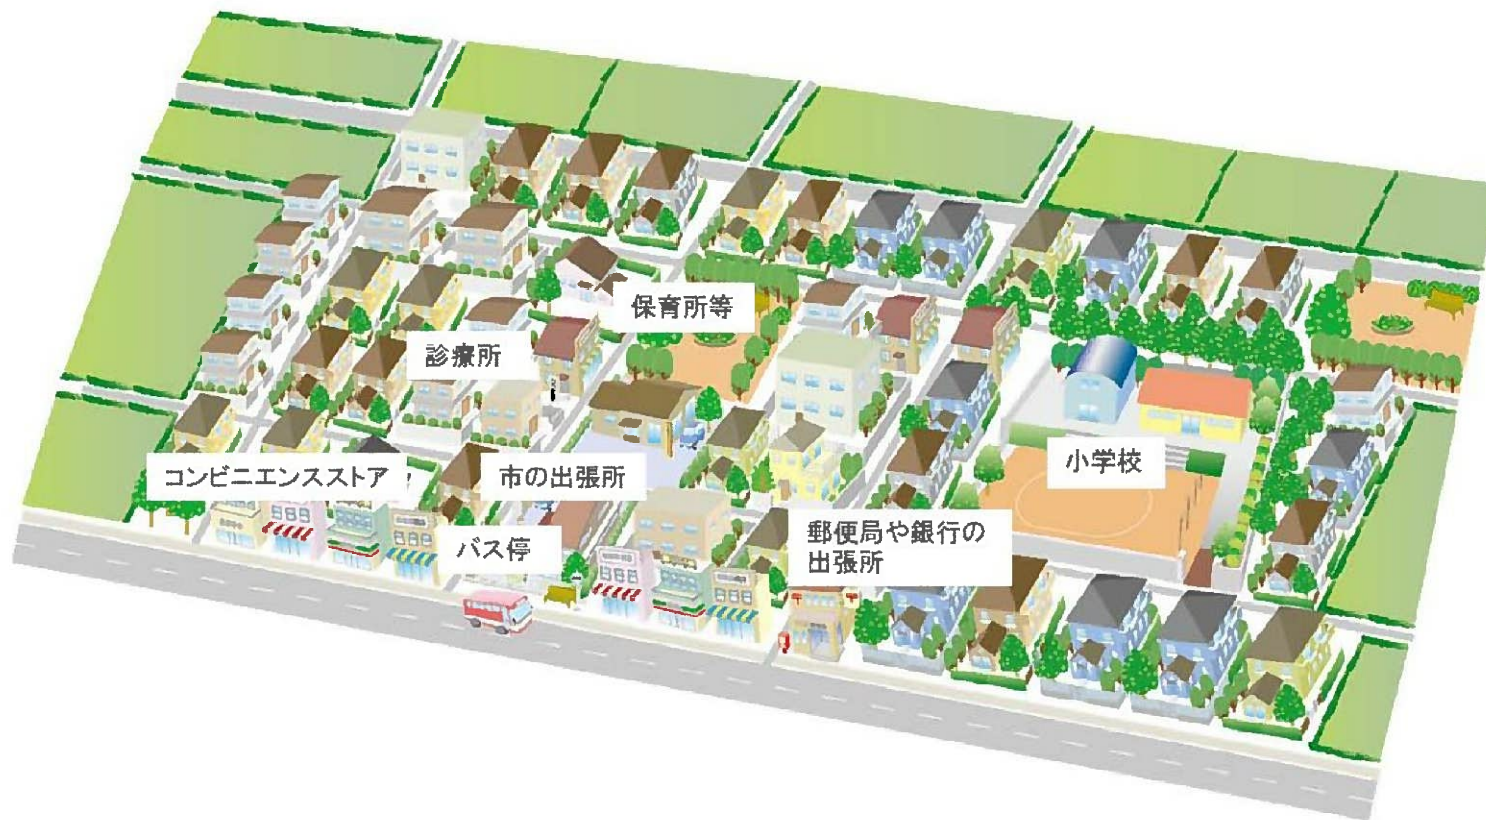 保育所等
診療所
コンビニエンスストア
市の出張所
小学校
バス停
郵便局や銀行の
出張所